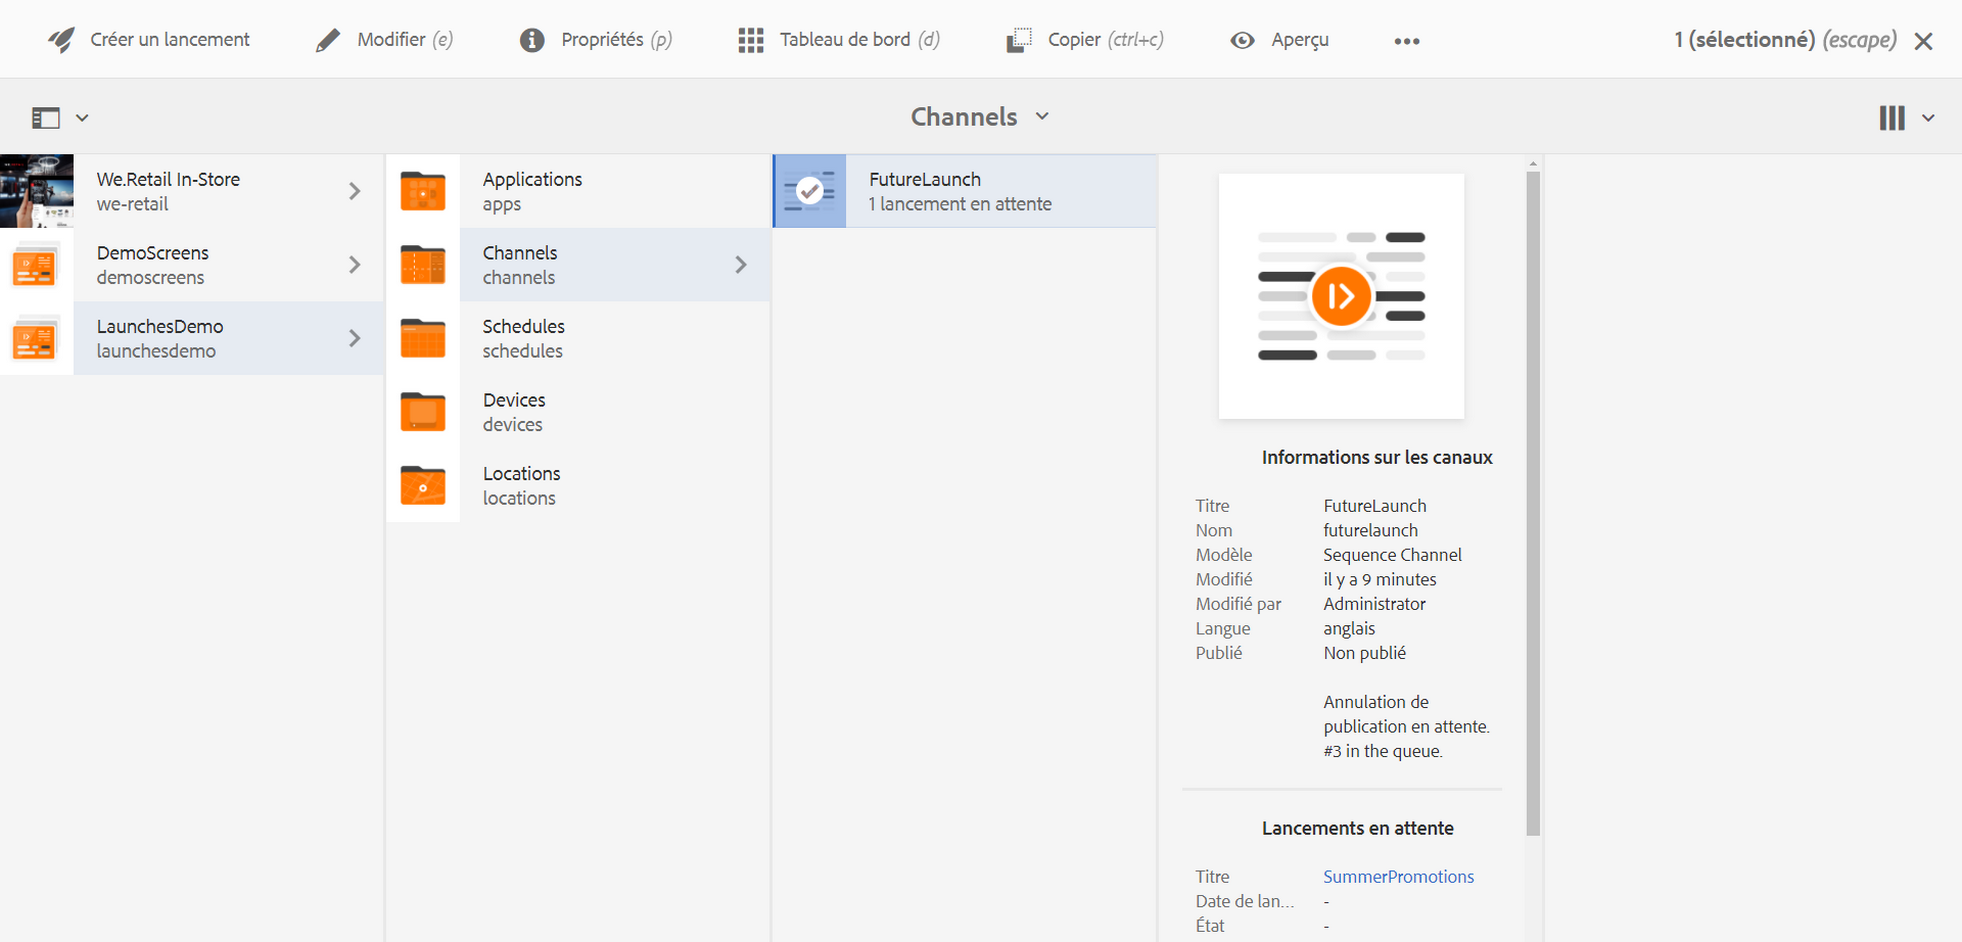 Créer un lancement
Modifier (e)
Propriétés (p)
Tableau de bord (d)
Copier (ctrl+c)
Aperçu
1 (sélectionné) (escape)
Channels
We.Retail In-Store
we-retail
DemoScreens
demoscreens
LaunchesDemo
launchesdemo
Applications
apps
Channels
channels
Schedules
schedules
Devices
devices
Locations
locations
FutureLaunch
1 lancement en attente
Informations sur les canaux
Titre FutureLaunch
Nom futurelaunch
Modèle Sequence Channel
Modifié il y a 9 minutes
Modifié par Administrator
Langue anglais
Publié Non publié
Annulation de
publication en attente.
#3 in the queue.
Lancements en attente
Titre SummerPromotions
Date de lan... -
État -